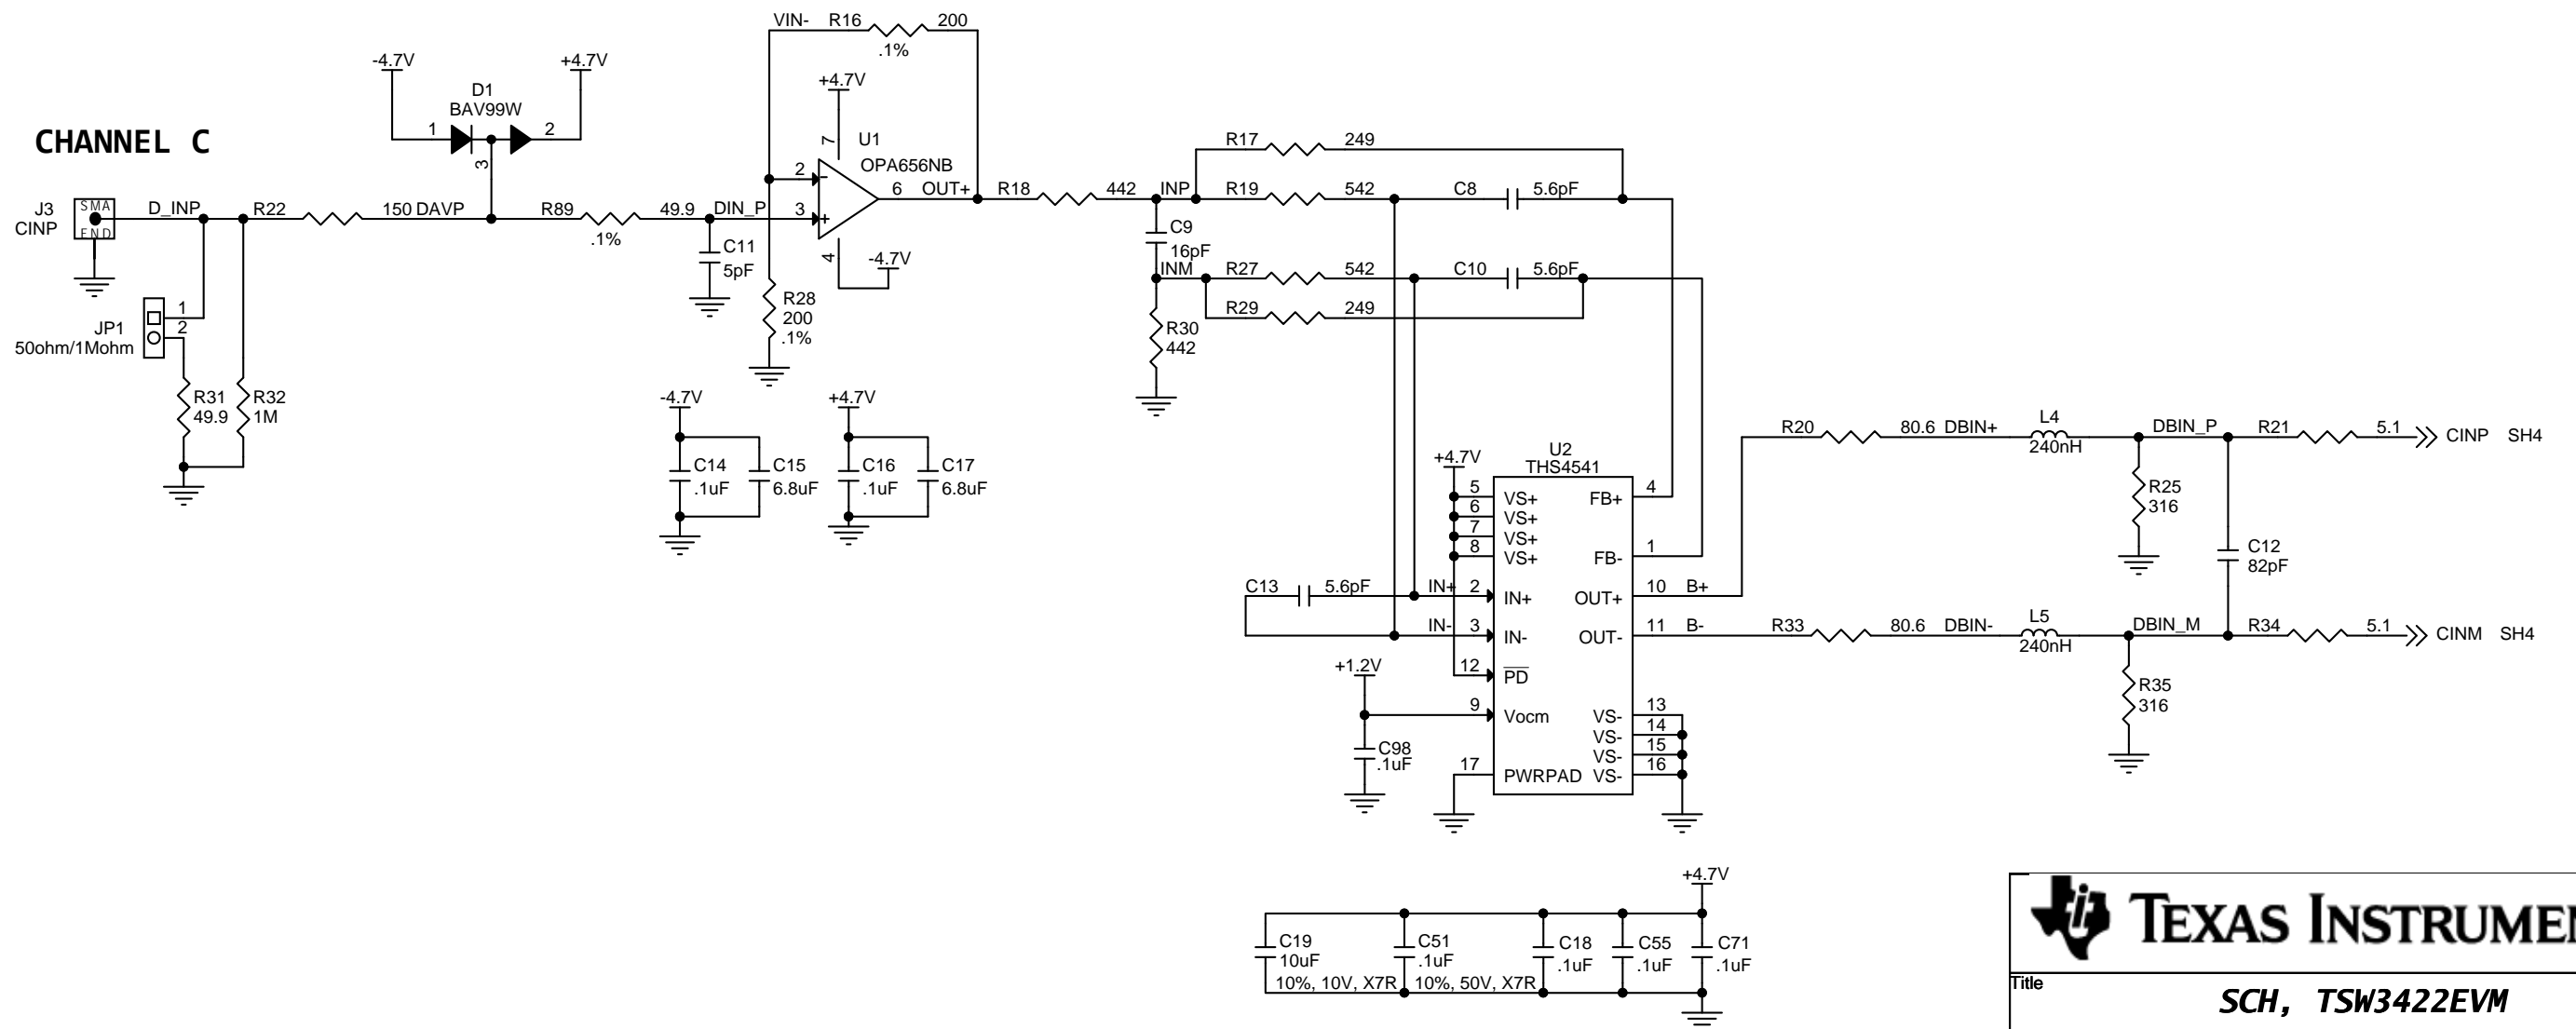 CHANNEL C
J3
CINP
SMA
END
D_INP
JP1
50ohm/1Mohm
1
2
R31
49.9
R32
1M
R22
150
DAVP
-4.7V
+4.7V
D1
BAV99W
1
2
3
R89
49.9
.1%
DIN_P
C11
5pF
VIN-
R16
200
.1%
+4.7V
7
U1
OPA656NB
2
-
3
+
6
OUT+
4
-4.7V
R28
200
.1%
-4.7V
C14
.1uF
C15
6.8uF
+4.7V
C16
.1uF
C17
6.8uF
R18
442
INP
C9
16pF
INM
R30
442
R17
249
R19
542
C8
5.6pF
R27
542
C10
5.6pF
R29
249
U2
THS4541
+4.7V
5
VS+
6
VS+
7
VS+
8
VS+
C13
5.6pF
IN+
2
IN+
IN-
3
IN-
12
PD
+1.2V
9
Vocm
C98
.1uF
17
PWRPAD
FB+
4
FB-
1
OUT+
10
B+
OUT-
11
B-
VS-
13
VS-
14
VS-
15
VS-
16
R20
80.6
DBIN+
L4
240nH
DBIN_P
R21
5.1
CINP
SH4
R25
316
C12
82pF
R33
80.6
DBIN-
L5
240nH
DBIN_M
R34
5.1
CINM
SH4
R35
316
+4.7V
C19
10uF
10%, 10V, X7R
C51
.1uF
10%, 50V, X7R
C18
.1uF
C55
.1uF
C71
.1uF
TEXAS INSTRUMEN
Title
SCH, TSW3422EVM